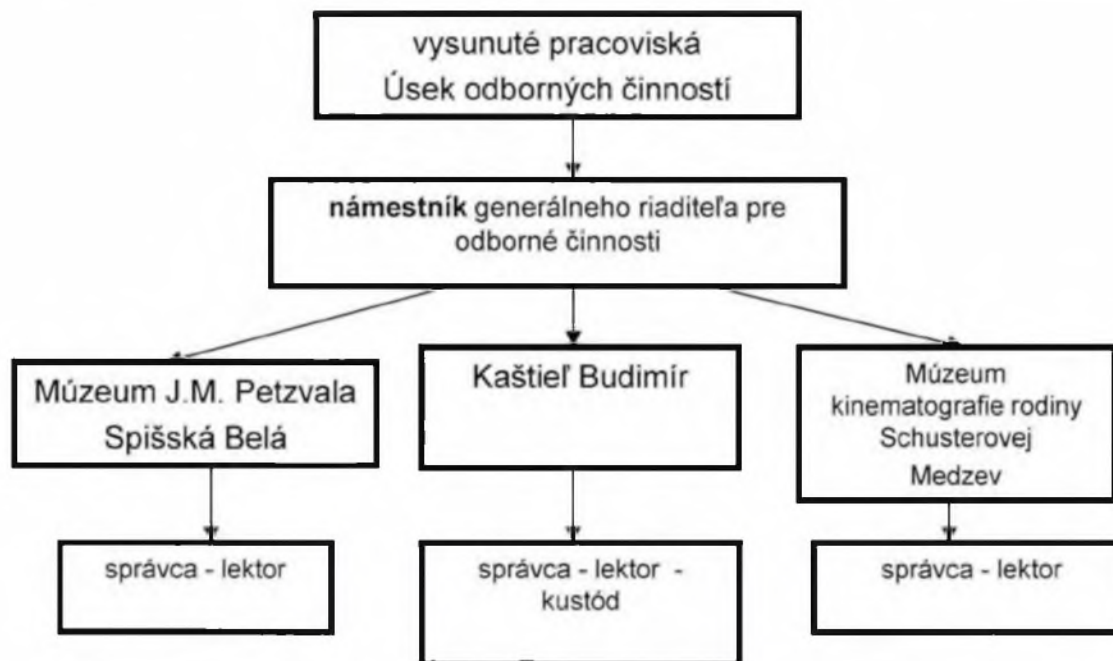 vysunuté pracoviská
Úsek odborných činností
námestník generálneho riaditeľa pre
odborné činnosti
Múzeum J.M. Petzvala
Spišská Belá
Kaštieľ Budimír
Múzeum
kinematografie rodiny
Schusterovej
Medzev
správca - lektor
správca - lektor -
kustód
správca - lektor